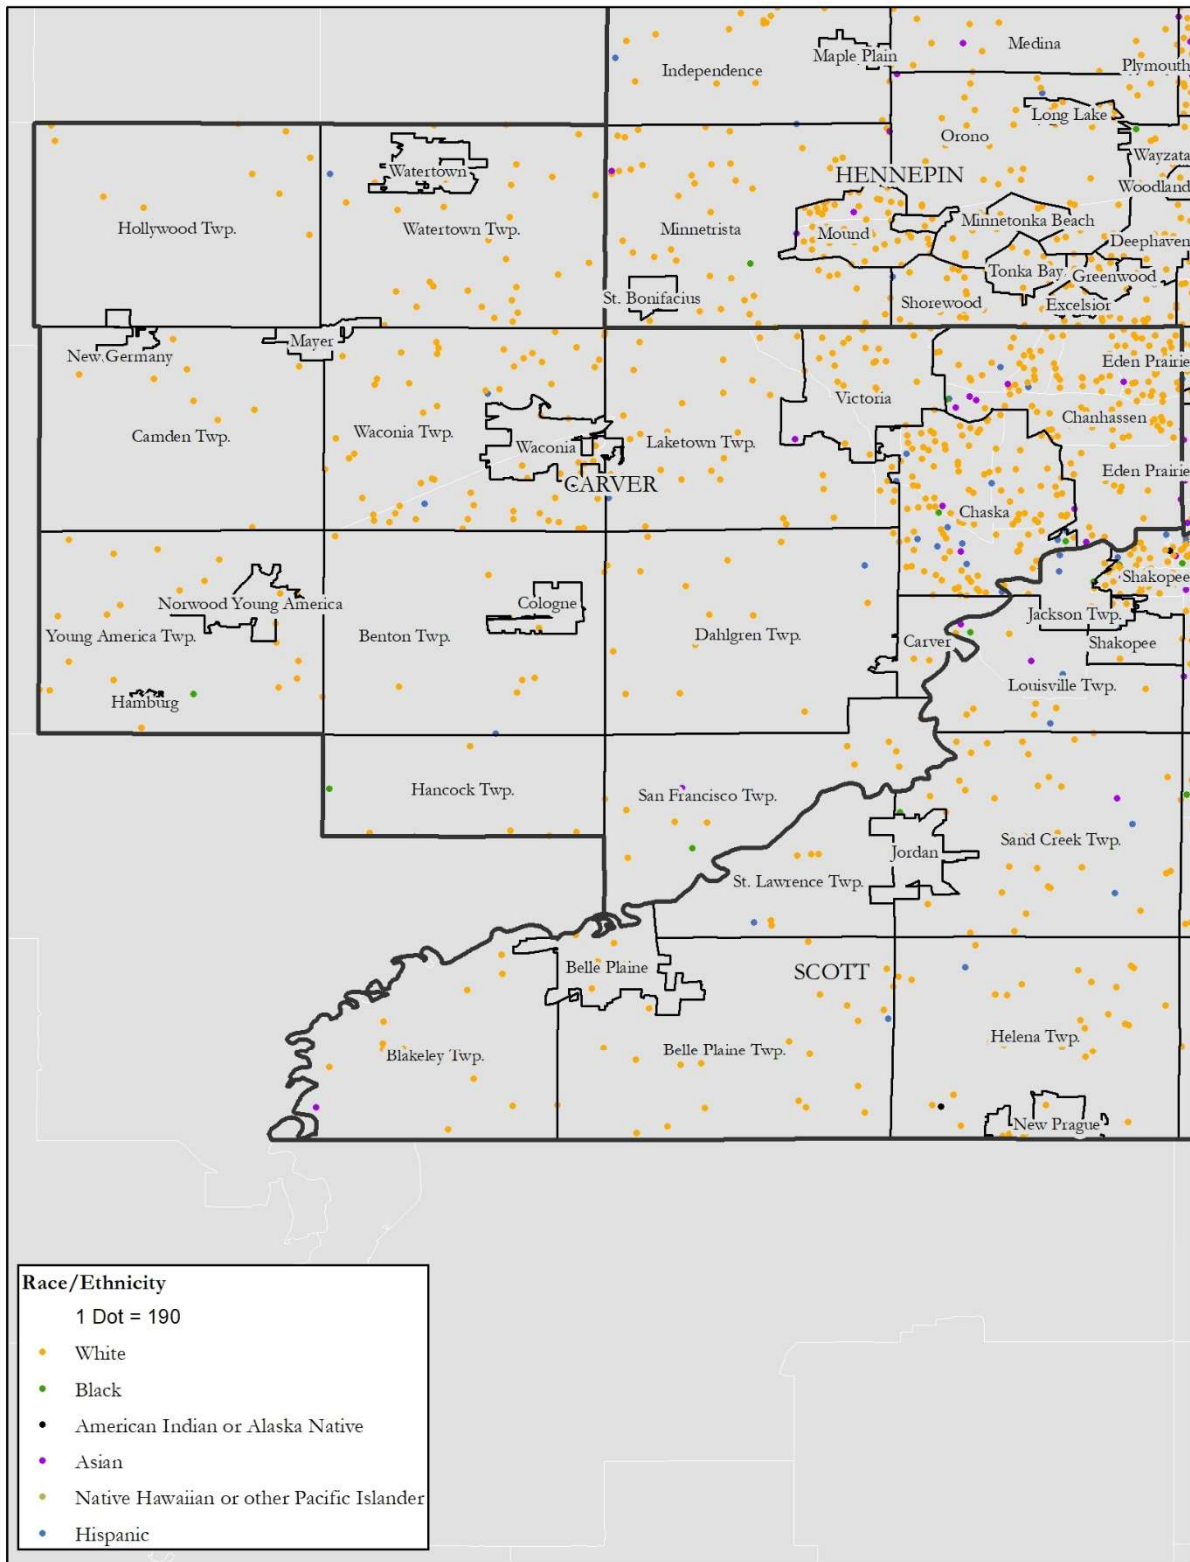 Independence
Maple Plain
Medina
Plymouth
Long Lake
Orono
Wayzata
Watertown
HENNEPIN
Woodland
Hollywood Twp.
Watertown Twp.
Minnetrista
Mound
Minnetonka Beach
Deephaven
Tonka Bay
Greenwood
St. Bonifacius
Shorewood
Excelsior
New Germany
Mayer
Eden Prairie
Victoria
Camden Twp.
Waconia Twp.
Waconia
Laketown Twp.
Chanhassen
Eden Prairie
CARVER
Chaska
Shakopee
Norwood Young America
Cologne
Jackson Twp.
Young America Twp.
Benton Twp.
Dahlgren Twp.
Carver
Shakopee
Louisville Twp.
Hamburg
Hancock Twp.
San Francisco Twp.
Jordan
Sand Creek Twp.
St. Lawrence Twp.
Belle Plaine
SCOTT
Blakeley Twp.
Belle Plaine Twp.
Helena Twp.
New Prague
Race/Ethnicity
1 Dot = 190
White
Black
American Indian or Alaska Native
Asian
Native Hawaiian or other Pacific Islander
Hispanic